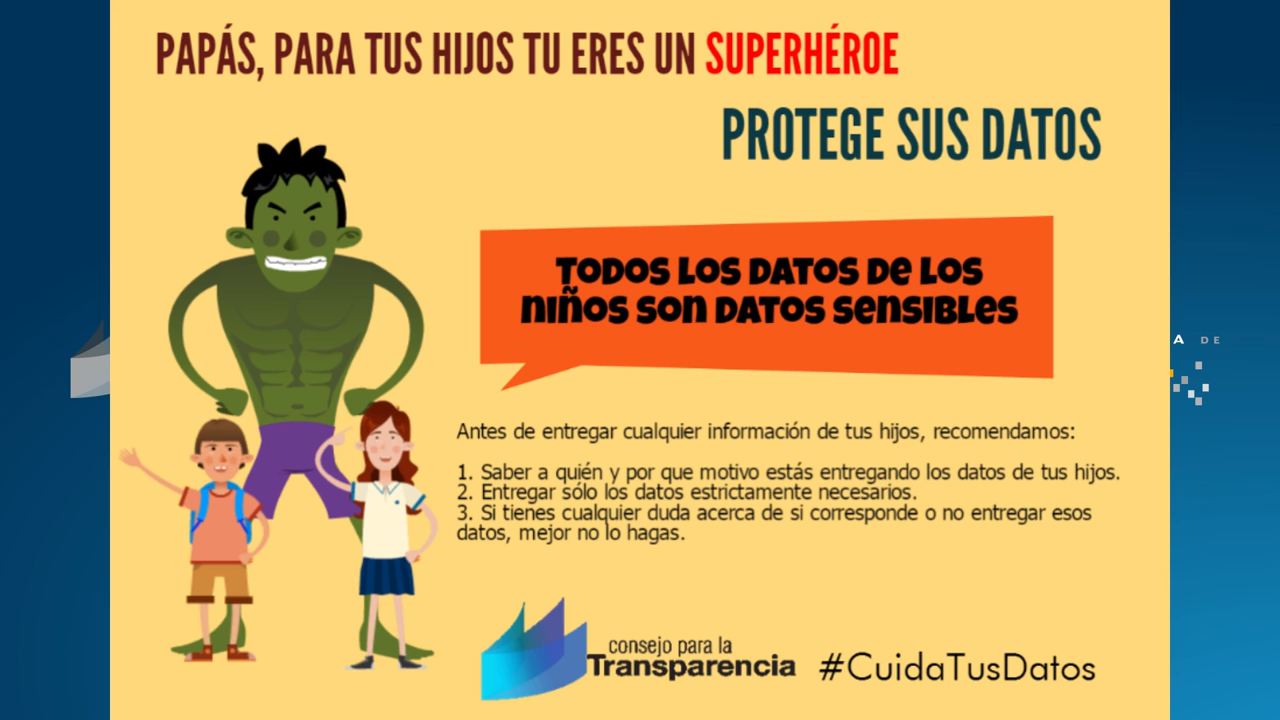 PAPÁS, PARA TUS HIJOS TU ERES UN SUPERHÉROE
PROTEGE SUS DATOS
TODOS LOS DATOS DE LOS
NIÑOS SON DATOS SENSIBLES
Antes de entregar cualquier información de tus hijos, recomendamos:
1. Saber a quién y por que motivo estás entregando los datos de tus hijos.
2. Entregar sólo los datos estrictamente necesarios.
3. Si tienes cualquier duda acerca de si corresponde o no entregar esos
datos, mejor no lo hagas.
consejo para la
Transparencia
#CuidaTusDatos
A DE